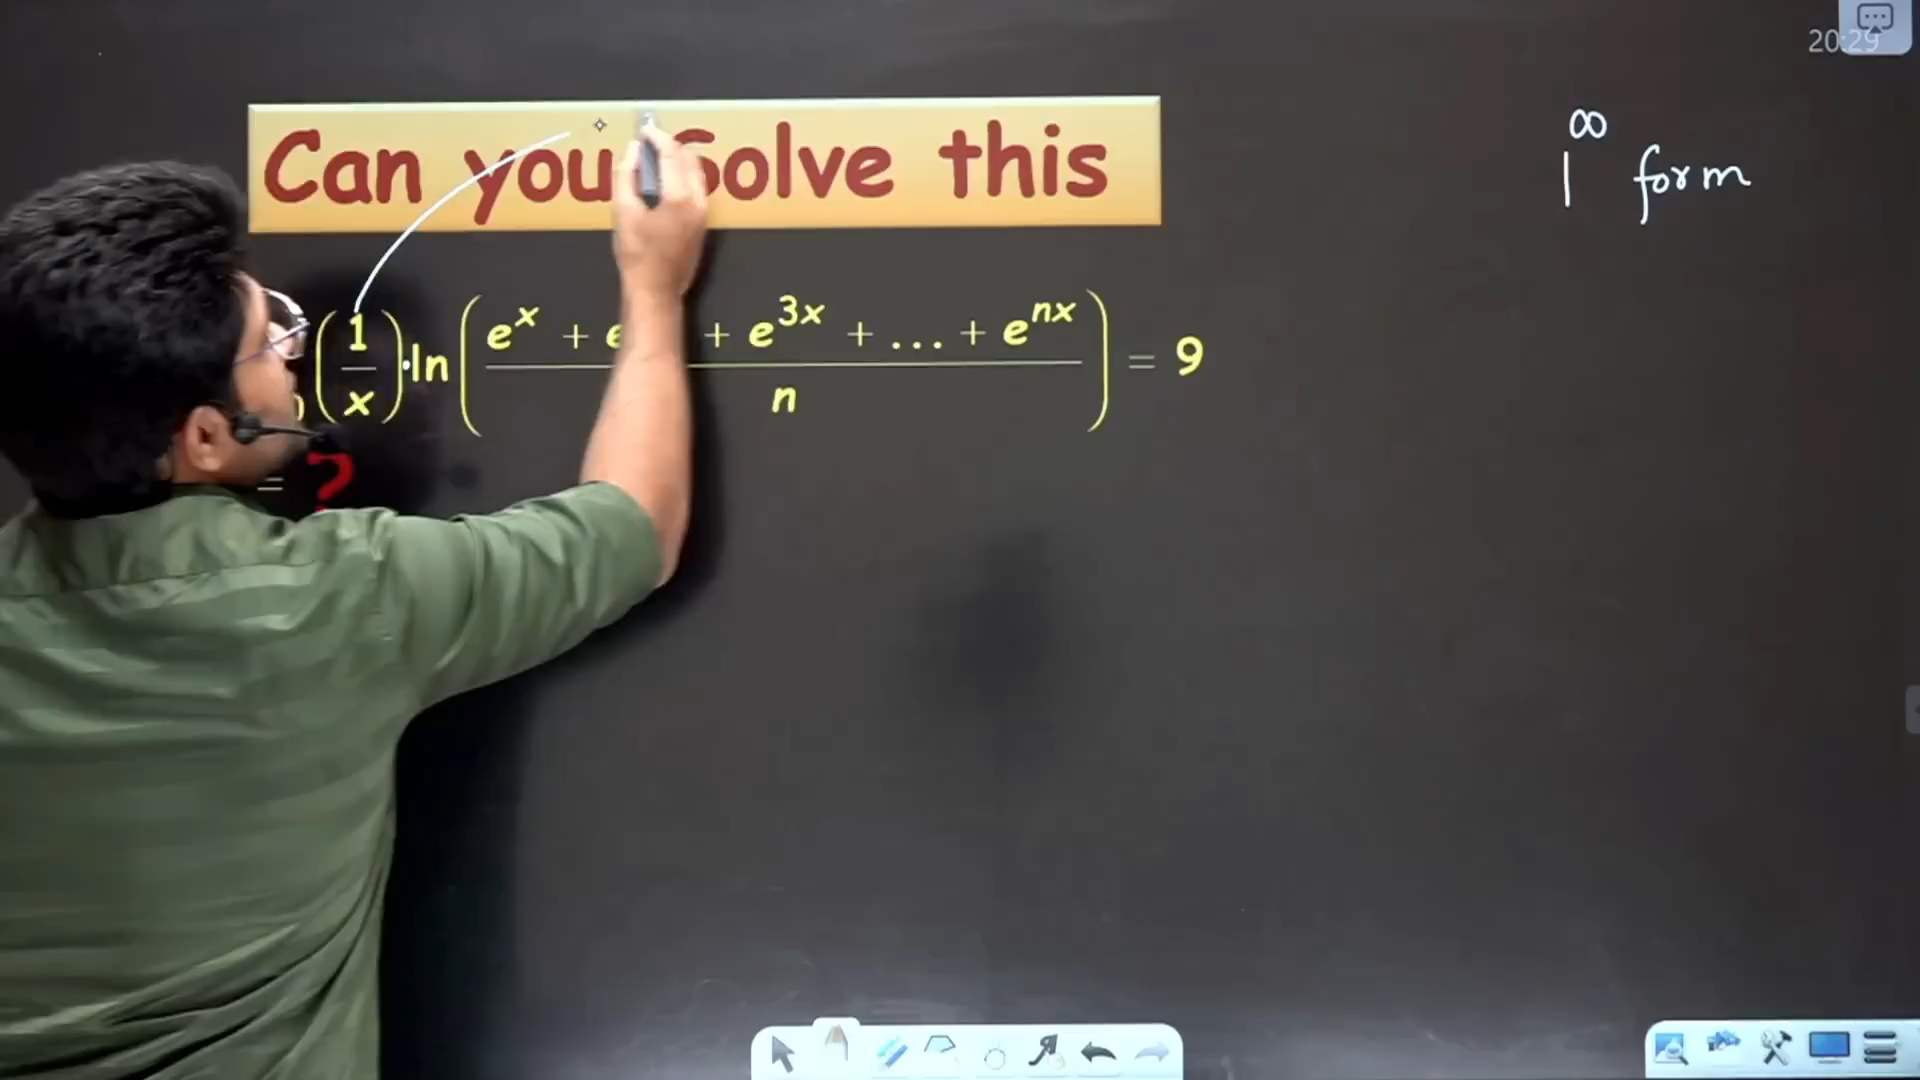 20:29
∞
Can you Solve this
1 form
(1/x)·ln((e^x + e + e^{3x} + ... + e^{nx})/n) = 9
= ?